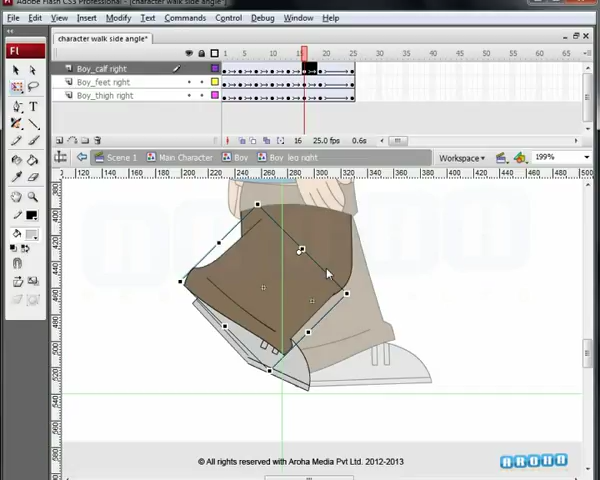 Adobe Flash CS3 Professional - [character walk side angle*]
File Edit View Insert Modify Text Commands Control Debug Window Help
character walk side angle*
1 5 10 15 20 25 30 35 40 45 50 55 60 65
Boy_calf right
Boy_feet right
Boy_thigh right
16 25.0 fps 0.6s
Scene 1 Main Character Boy Boy leg right Workspace 199%
Fl
180 200 220 240 260 280 300 320 340 360 380 400 420 440 460 480 500
© All rights reserved with Aroha Media Pvt Ltd. 2012-2013
AROHA